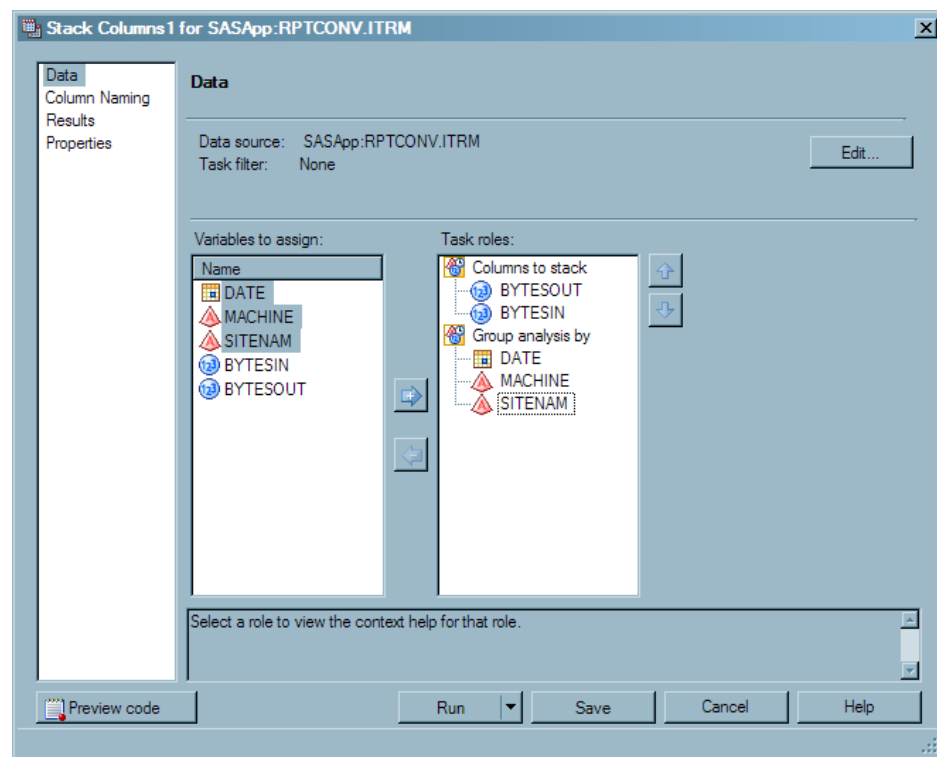 Stack Columns1 for SASApp:RPTCONV.ITRM
Data
Column Naming
Results
Properties
Data
Data source: SASApp:RPTCONV.ITRM
Task filter: None
Edit...
Variables to assign:
Name
DATE
MACHINE
SITENAM
BYTESIN
BYTESOUT
Task roles:
Columns to stack
BYTESOUT
BYTESIN
Group analysis by
DATE
MACHINE
SITENAM
Select a role to view the context help for that role.
Preview code
Run
Save
Cancel
Help